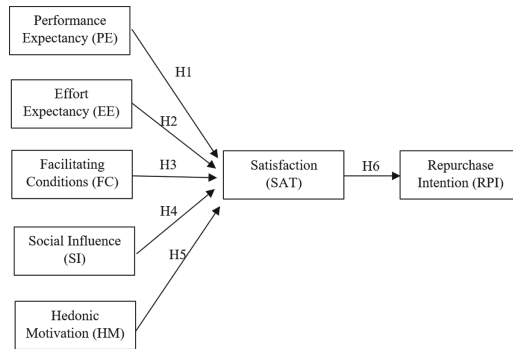 Performance
Expectancy (PE)
H1
Effort
Expectancy (EE)
H2
Facilitating
Conditions (FC)
H3
Satisfaction
(SAT)
H6
Repurchase
Intention (RPI)
H4
Social Influence
(SI)
H5
Hedonic
Motivation (HM)